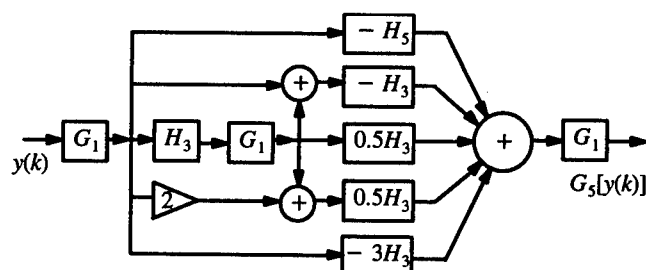 − H₅
+
− H₃
y(k)
G₁
H₃
G₁
0.5H₃
+
G₁
G₅[y(k)]
2
+
0.5H₃
− 3H₃